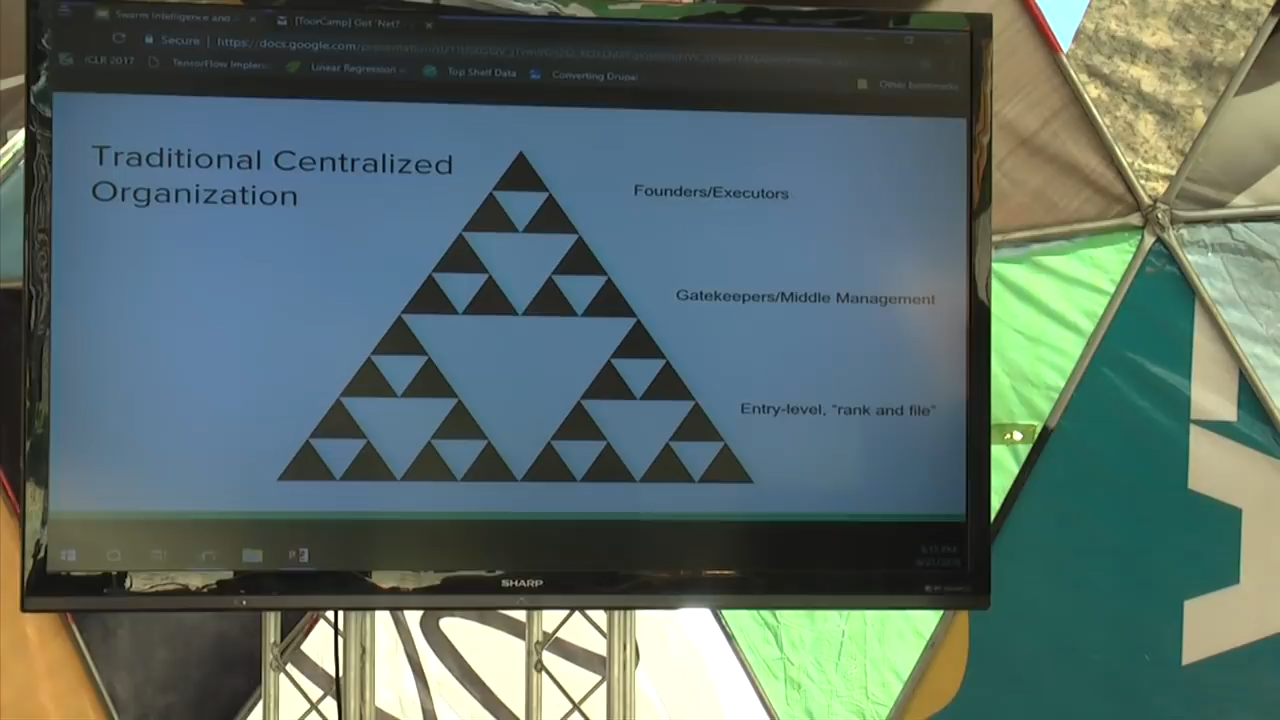 Swarm Intelligence and
[ToorCamp] Got 'Net?
Secure | https://docs.google.com/
ICLR 2017
TensorFlow Implem
Linear Regression
Top Shelf Data
Converting Drupal
Other bookmarks
Traditional Centralized
Organization
Founders/Executors
Gatekeepers/Middle Management
Entry-level, "rank and file"
SHARP